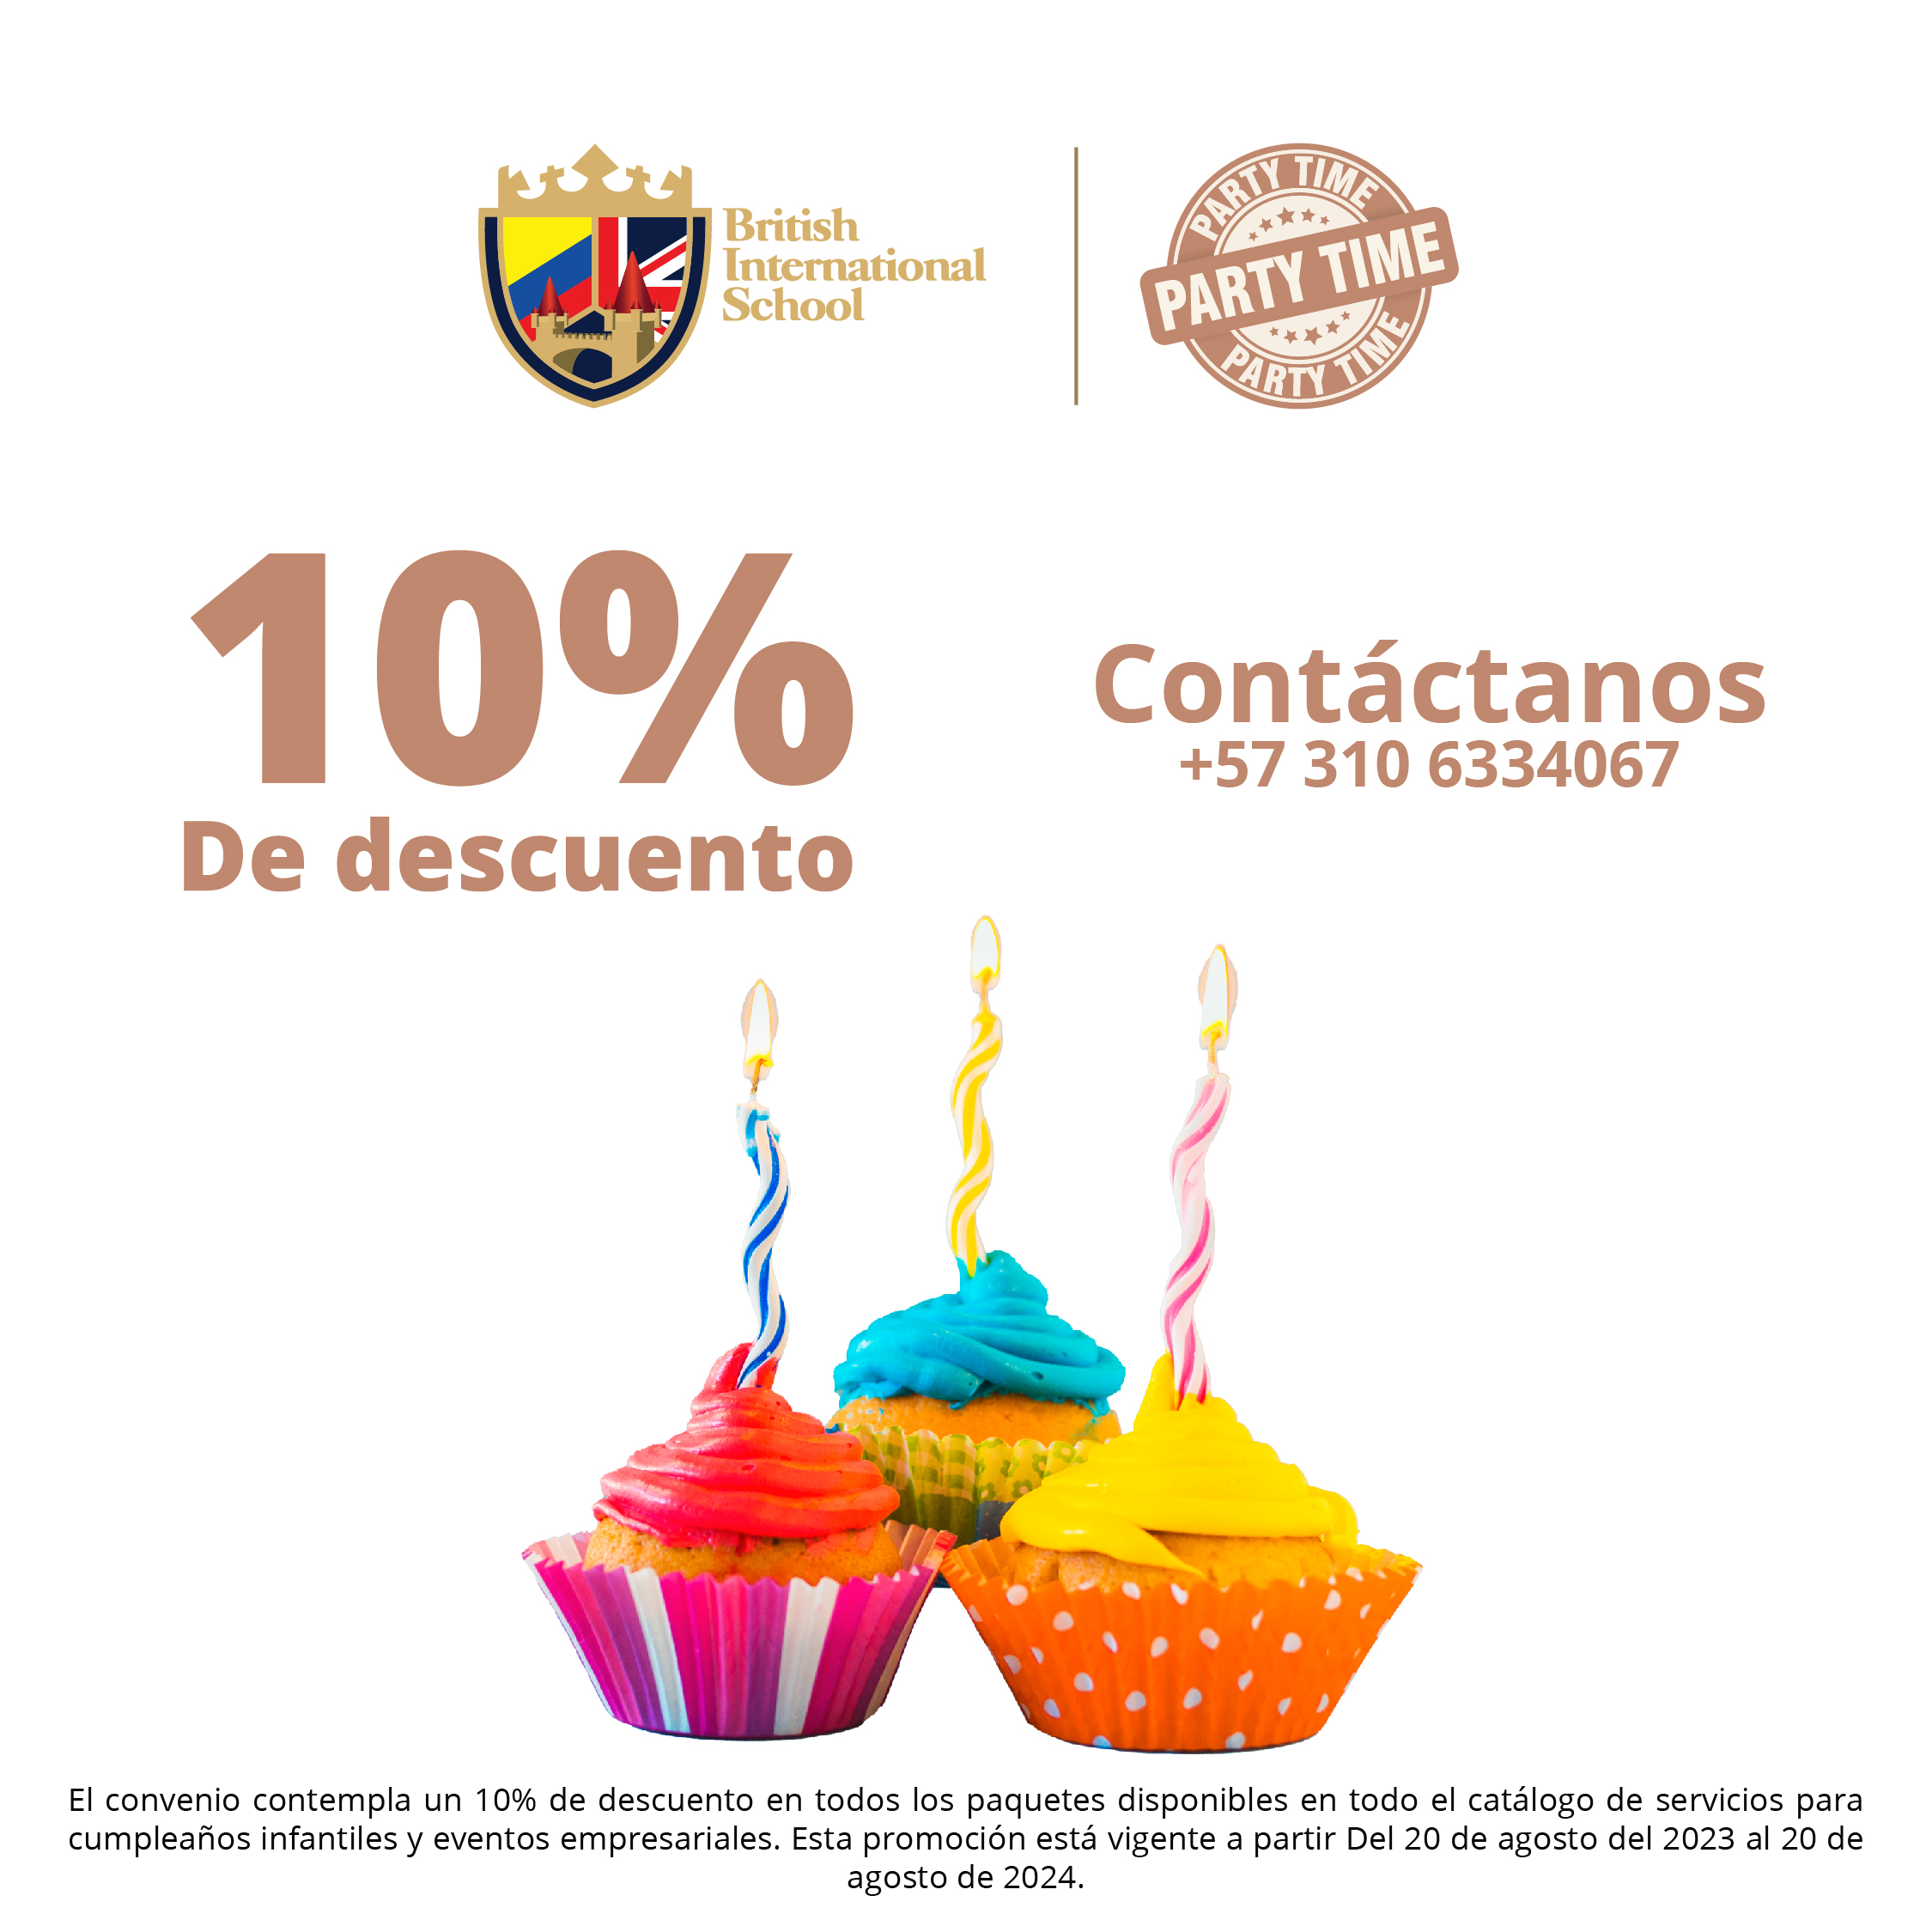 British
International
School
PARTY TIME
PARTY TIME
PARTY TIME
10%
De descuento
Contáctanos
+57 310 6334067
El convenio contempla un 10% de descuento en todos los paquetes disponibles en todo el catálogo de servicios para
cumpleaños infantiles y eventos empresariales. Esta promoción está vigente a partir Del 20 de agosto del 2023 al 20 de
agosto de 2024.